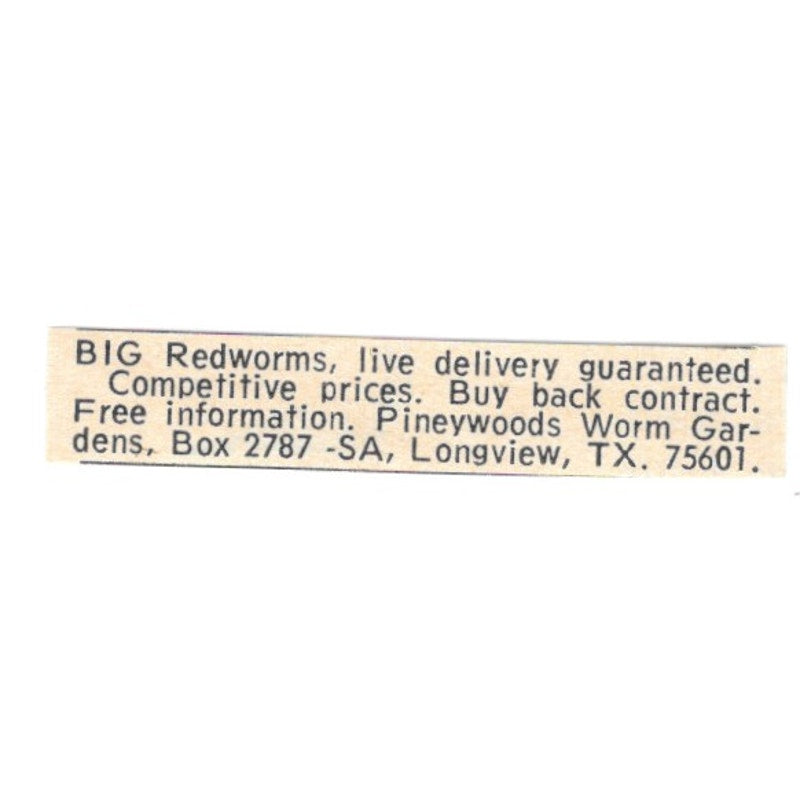 BIG Redworms, live delivery guaranteed.
Competitive prices. Buy back contract.
Free information. Pineywoods Worm Gar-
dens, Box 2787 -SA, Longview, TX. 75601.